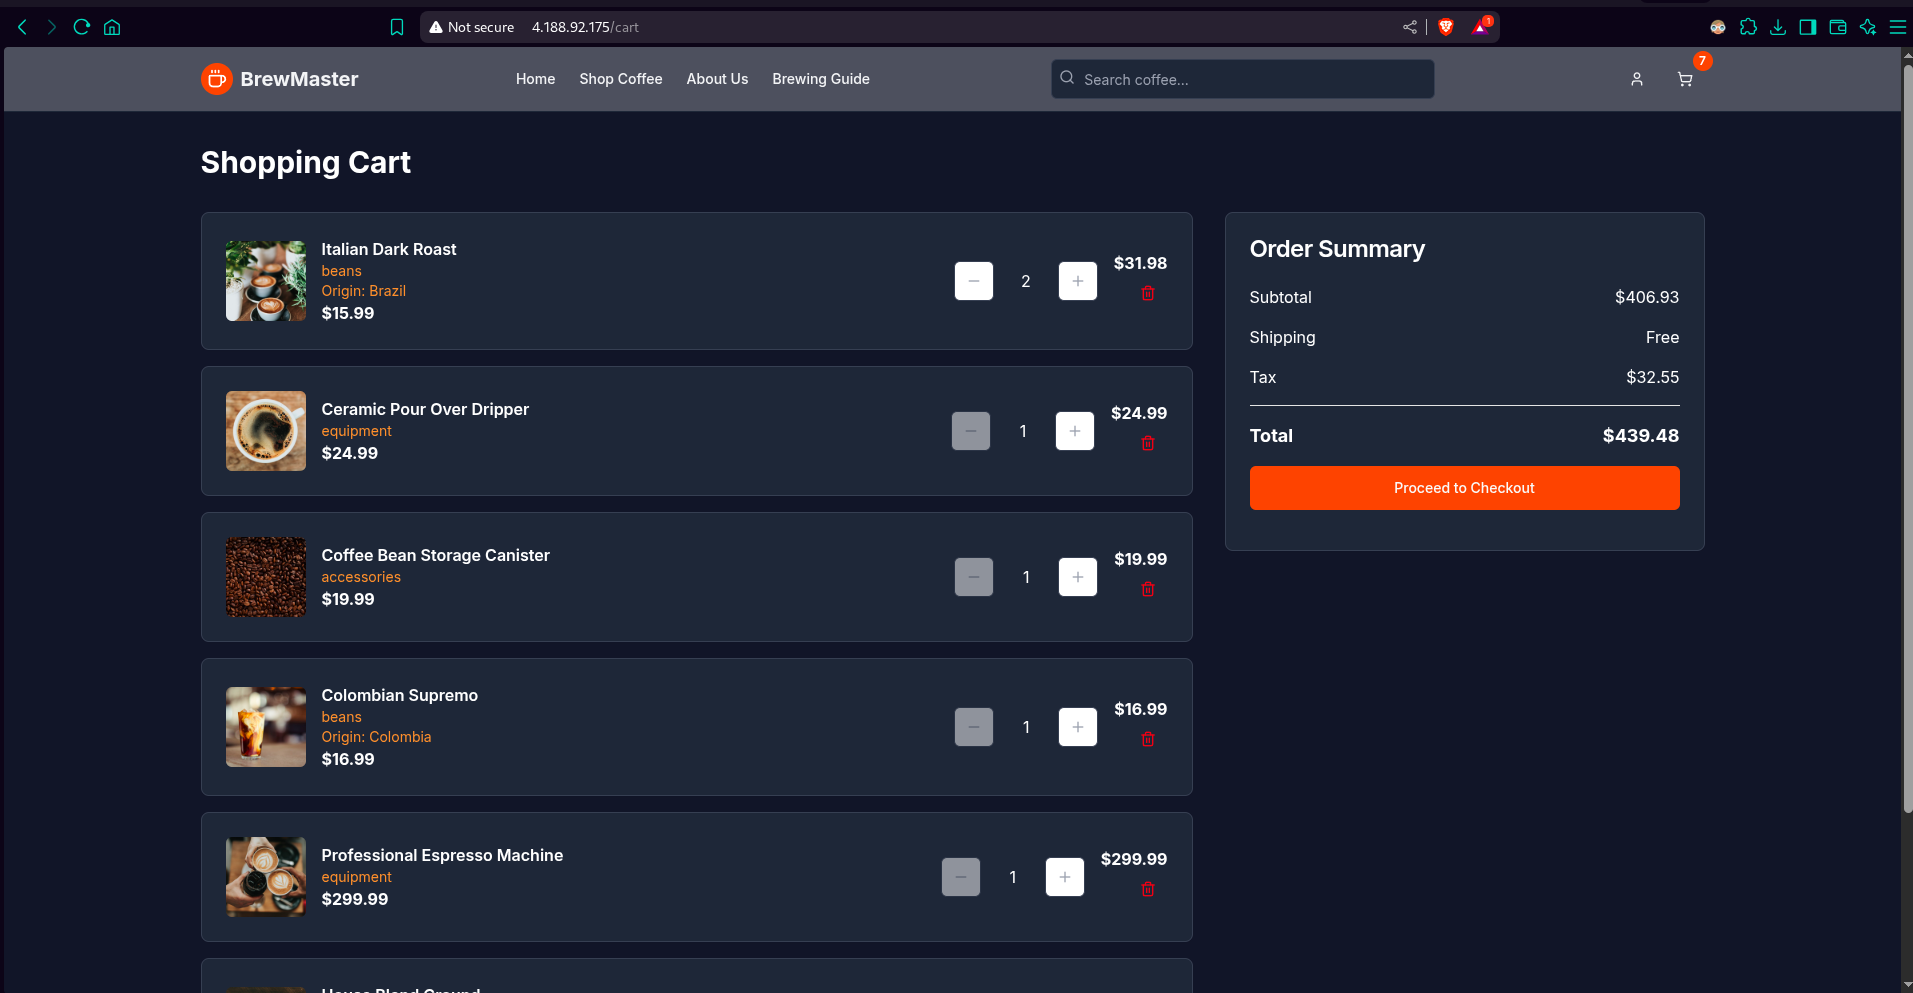 Not secure 4.188.92.175/cart
1
BrewMaster
Home Shop Coffee About Us Brewing Guide
Search coffee...
7
Shopping Cart
Italian Dark Roast
beans
Origin: Brazil
$15.99
2
$31.98
Ceramic Pour Over Dripper
equipment
$24.99
1
$24.99
Coffee Bean Storage Canister
accessories
$19.99
1
$19.99
Colombian Supremo
beans
Origin: Colombia
$16.99
1
$16.99
Professional Espresso Machine
equipment
$299.99
1
$299.99
House Blend Ground
Order Summary
Subtotal $406.93
Shipping Free
Tax $32.55
Total $439.48
Proceed to Checkout